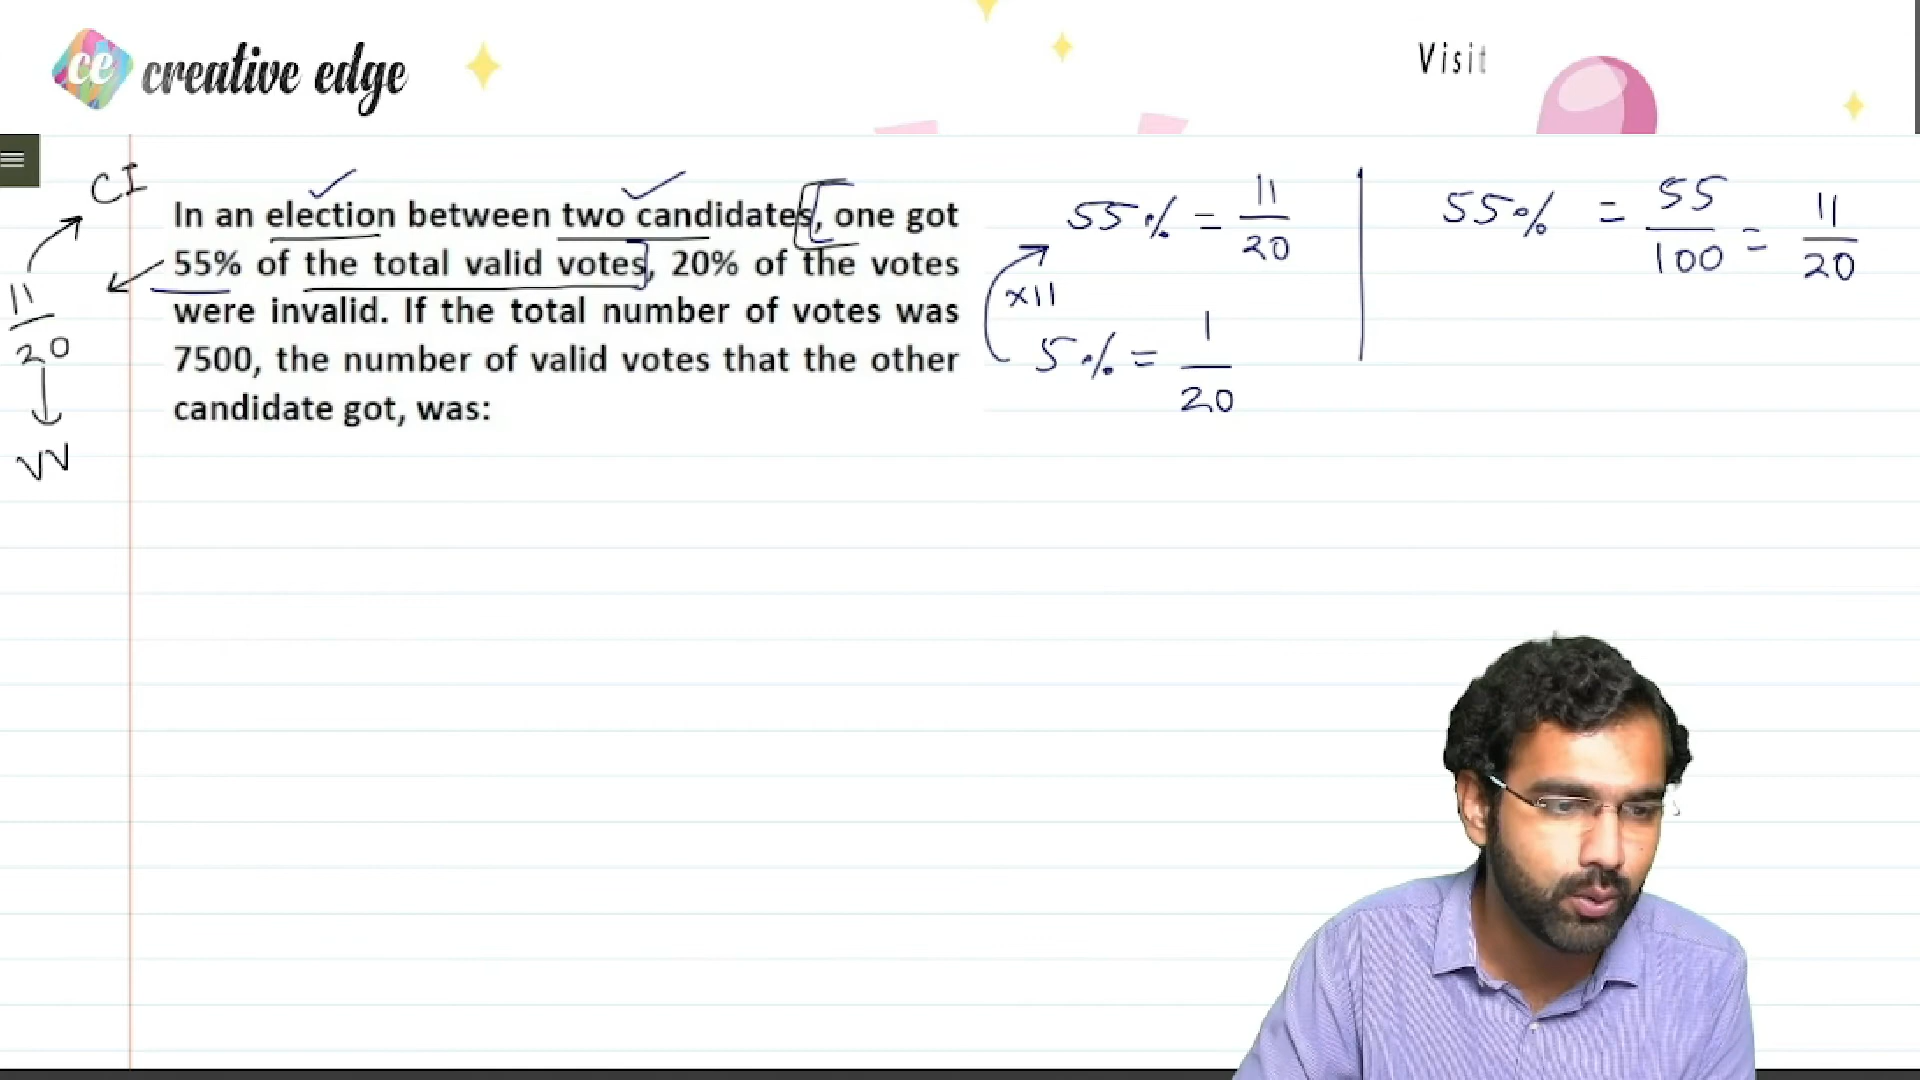 ce creative edge
Visit
CI
In an election between two candidates, one got
55% of the total valid votes, 20% of the votes
were invalid. If the total number of votes was
7500, the number of valid votes that the other
candidate got, was:
11
20
VV
55% = 11/20
x11
5% = 1/20
55% = 55/100 = 11/20